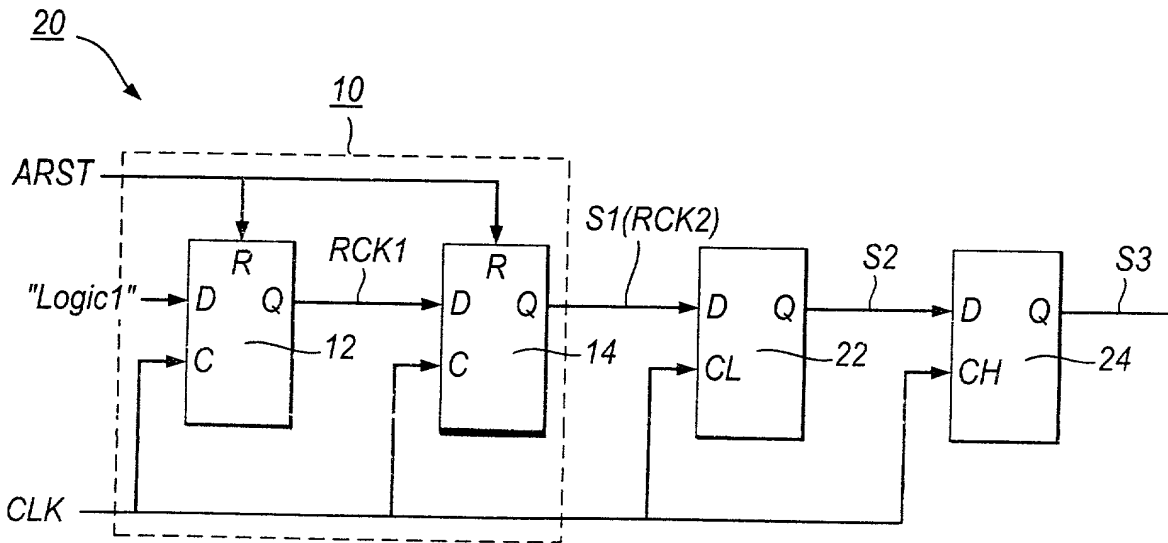 20
10
ARST
S1(RCK2)
RCK1
S2
S3
R
R
"Logic1"
D
Q
D
Q
D
Q
D
Q
12
14
22
24
C
C
CL
CH
CLK